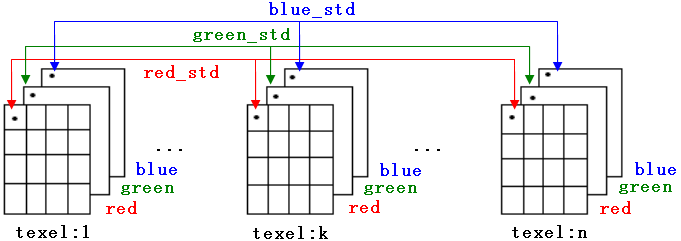 blue_std
green_std
red_std
... ...
blue blue blue
green green green
red red red
texel:1 texel:k texel:n